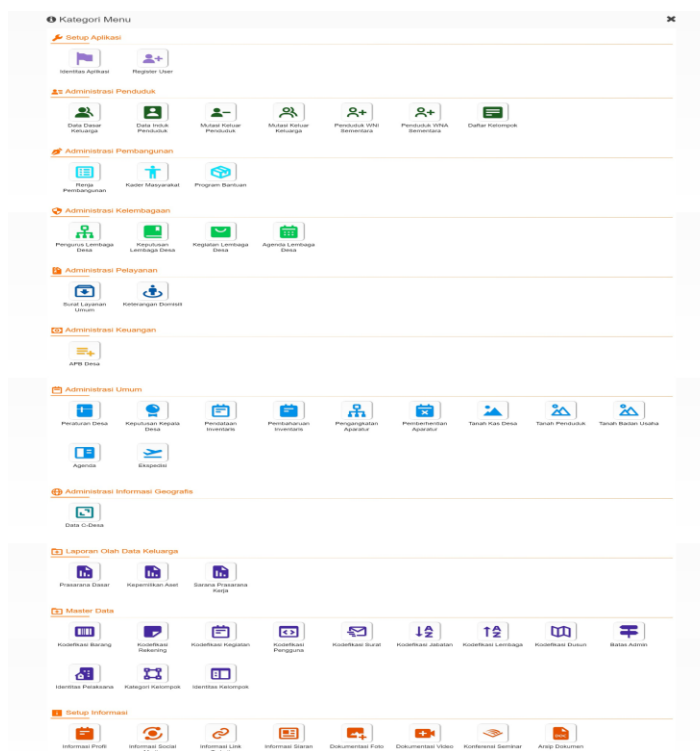 Kategori Menu
Setup Aplikasi
Identitas Aplikasi Register User
Administrasi Penduduk
Data Dasar Keluarga Data Induk Penduduk Mutasi Keluar Penduduk Mutasi Keluar Keluarga Penduduk WNI Sementara Penduduk WNA Sementara Daftar Kelompok
Administrasi Pembangunan
Renja Pembangunan Kader Masyarakat Program Bantuan
Administrasi Kelembagaan
Pengurus Lembaga Desa Keputusan Lembaga Desa Kegiatan Lembaga Desa Agenda Lembaga Desa
Administrasi Pelayanan
Surat Layanan Umum Keterangan Domisili
Administrasi Keuangan
APB Desa
Administrasi Umum
Peraturan Desa Keputusan Kepala Desa Pendataan Inventaris Pembaharuan Inventaris Pengangkatan Aparatur Pemberhentian Aparatur Tanah Kas Desa Tanah Penduduk Tanah Badan Usaha
Agenda Ekspedisi
Administrasi Informasi Geografis
Data C-Desa
Laporan Olah Data Keluarga
Prasarana Dasar Kepemilikan Aset Sarana Prasarana Kerja
Master Data
Kodefikasi Barang Kodefikasi Rekening Kodefikasi Kegiatan Kodefikasi Pengguna Kodefikasi Surat Kodefikasi Jabatan Kodefikasi Lembaga Kodefikasi Dusun Batas Admin
Identitas Pelaksana Kategori Kelompok Identitas Kelompok
Setup Informasi
Informasi Profil Informasi Social Informasi Link Informasi Siaran Dokumentasi Foto Dokumentasi Video Konferensi Seminar Arsip Dokumen